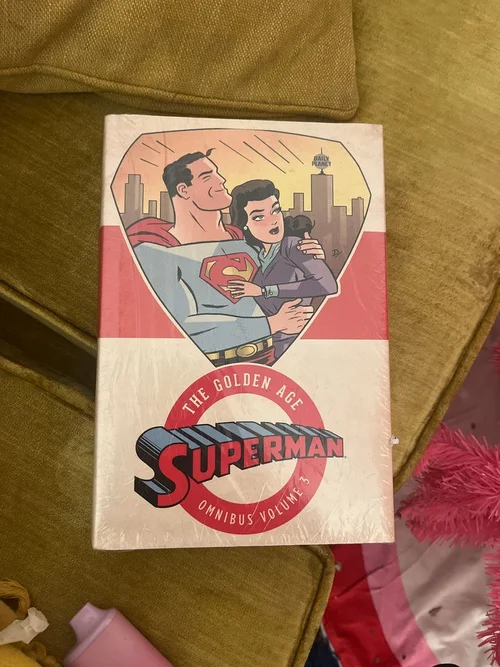 DAILY
PLANET
S
THE GOLDEN AGE
SUPERMAN
OMNIBUS VOLUME 3